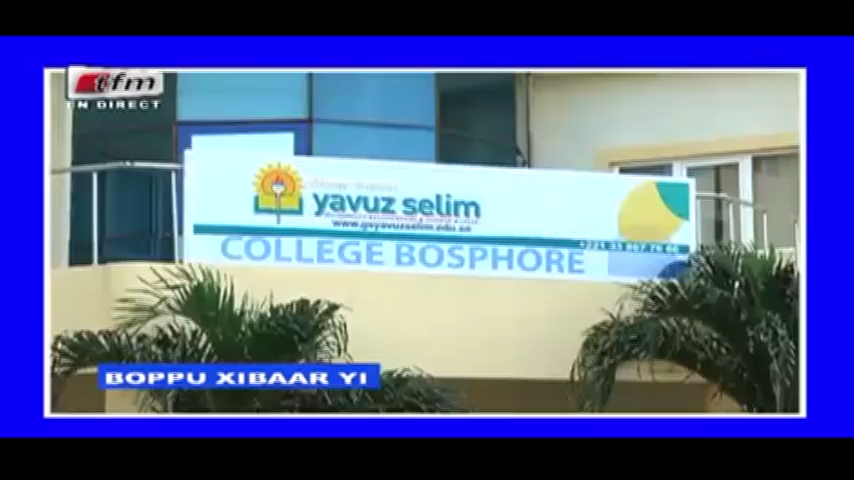 tfm
EN DIRECT
yavuz selim
www.gsyavuzselim.edu.sn
COLLEGE BOSPHORE
BOPPU XIBAAR YI